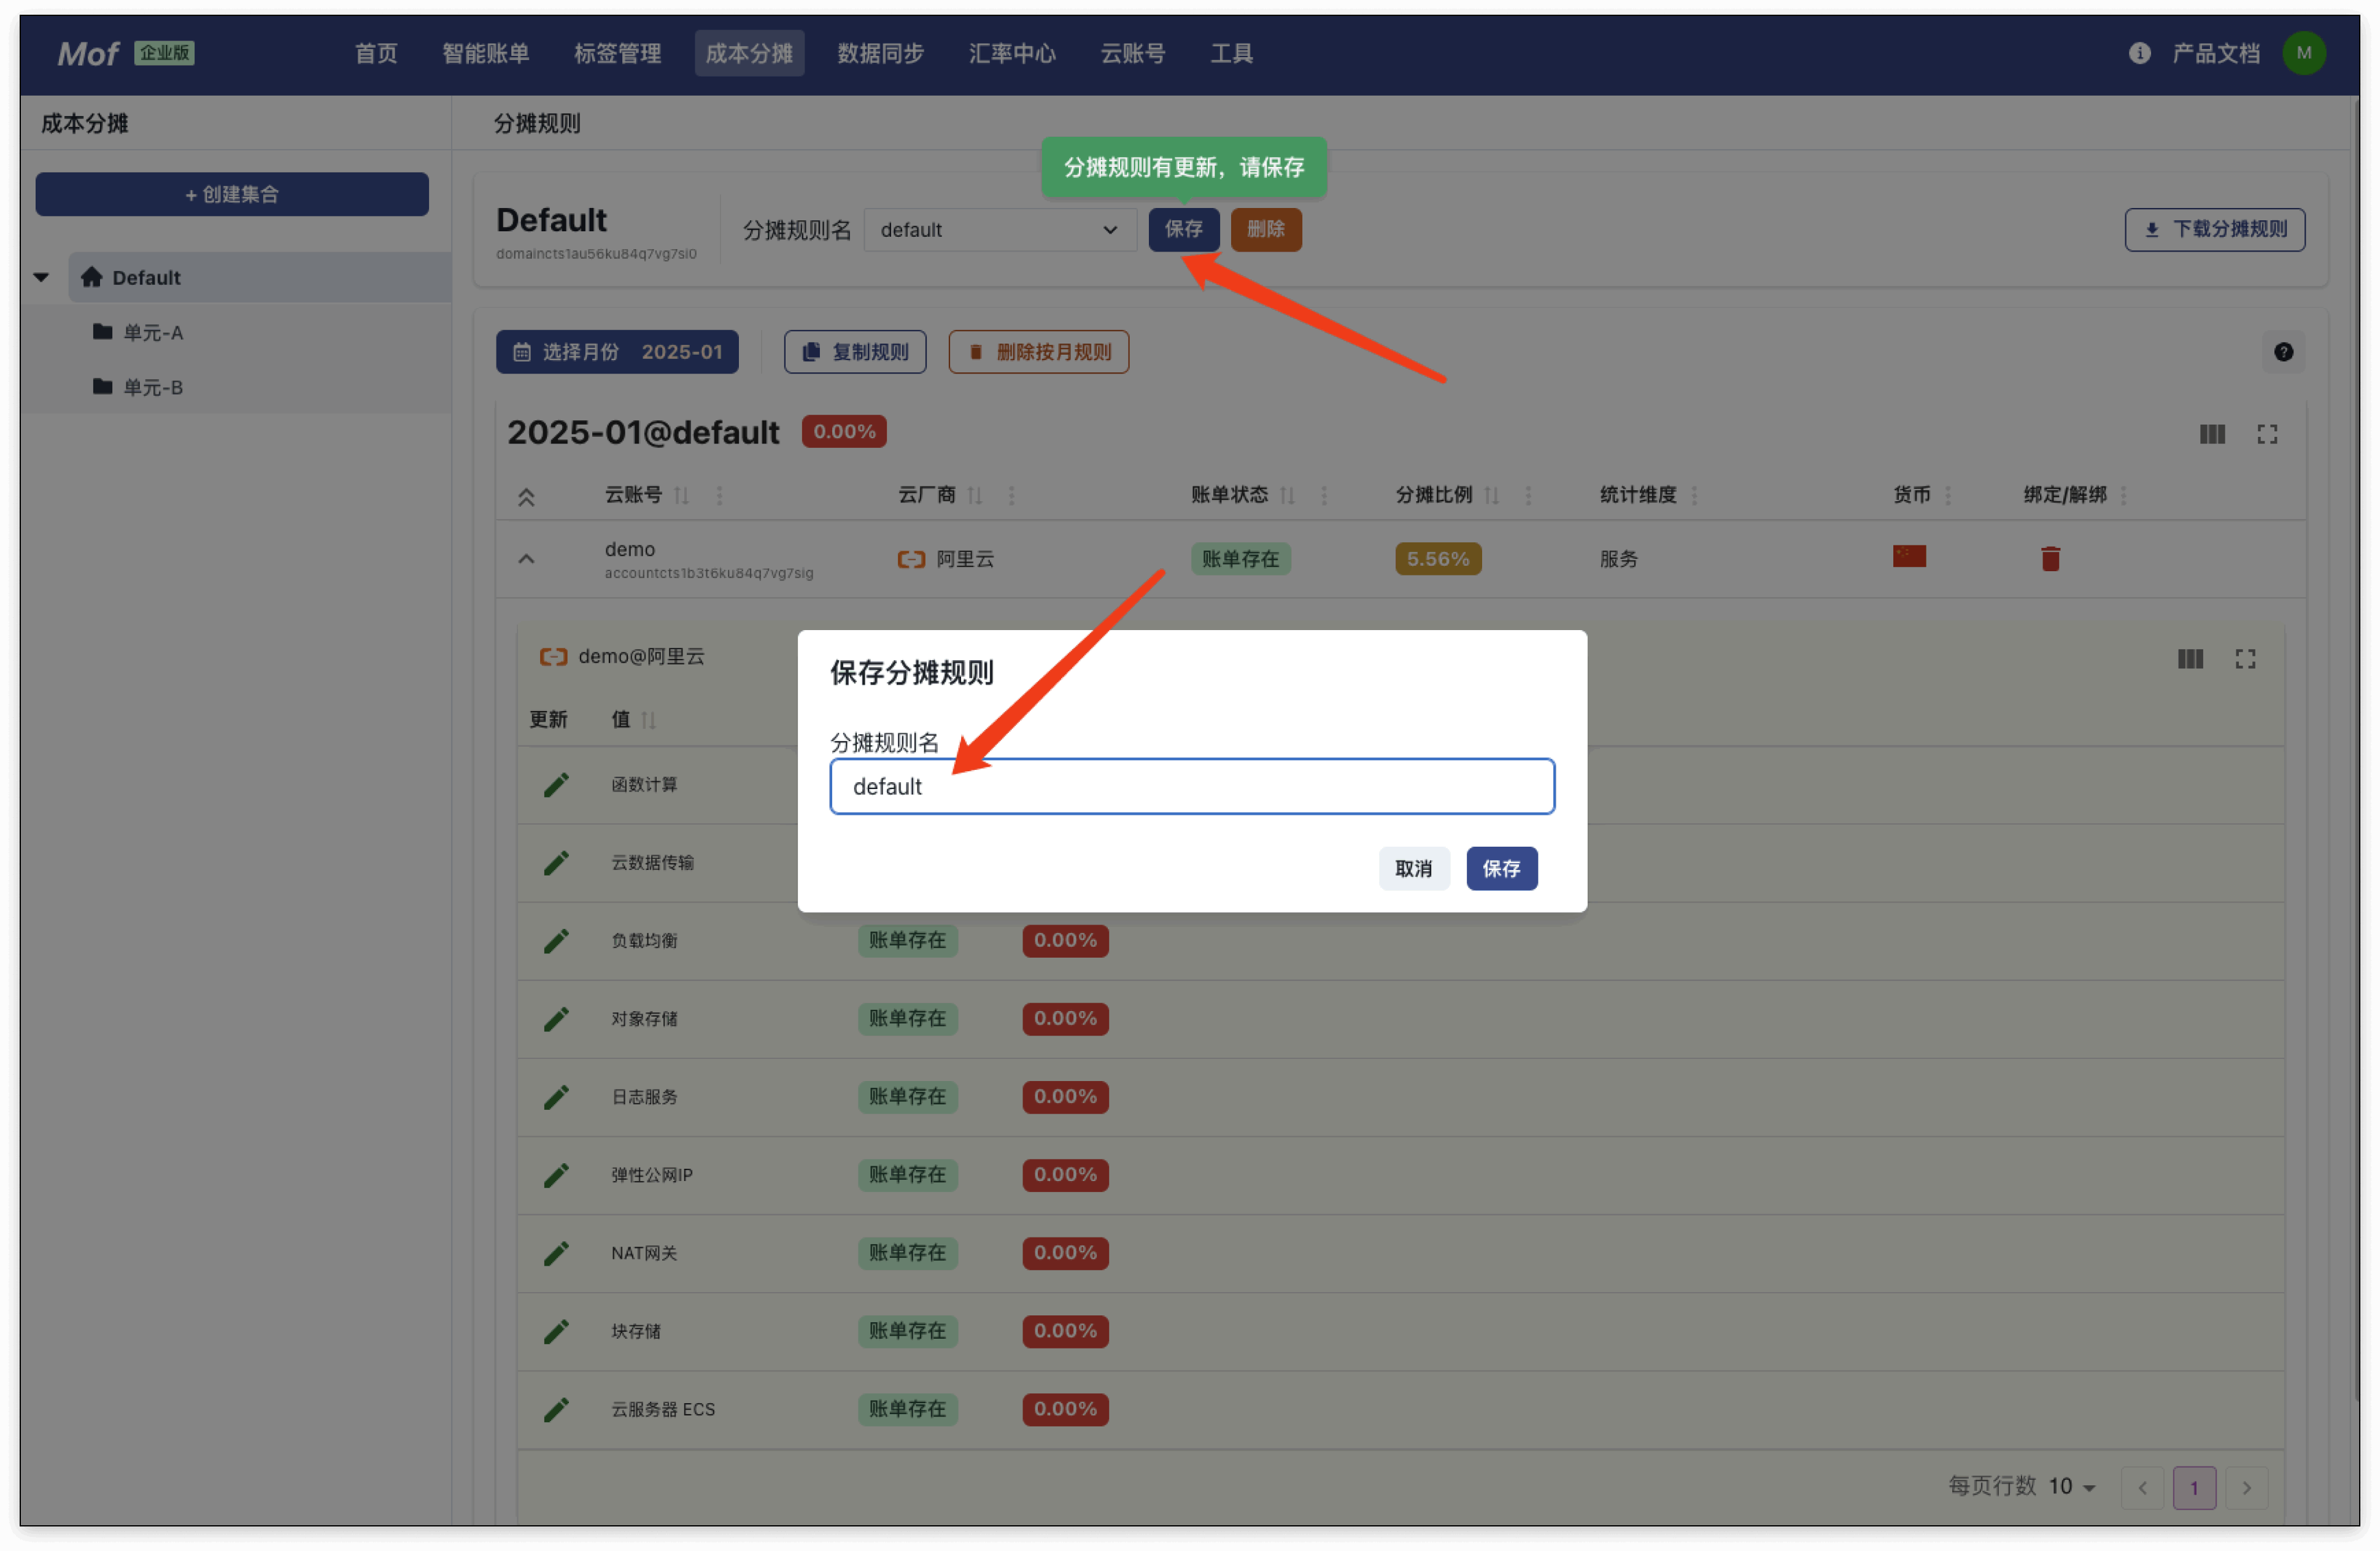 Mof 企业版 首页 智能账单 标签管理 成本分摊 数据同步 汇率中心 云账号 工具 产品文档 M
成本分摊
分摊规则
分摊规则有更新，请保存
+ 创建集合
Default
domaincts1au56ku84q7vg7si0
分摊规则名 default 保存 删除 下载分摊规则
Default
单元-A
单元-B
选择月份 2025-01 复制规则 删除按月规则
2025-01@default 0.00%
云账号 云厂商 账单状态 分摊比例 统计维度 货币 绑定/解绑
demo
accountcts1b3t6ku84q7vg7sig
阿里云 账单存在 5.56% 服务
demo@阿里云
更新 值
函数计算
云数据传输
保存分摊规则
分摊规则名
default
取消 保存
负载均衡 账单存在 0.00%
对象存储 账单存在 0.00%
日志服务 账单存在 0.00%
弹性公网IP 账单存在 0.00%
NAT网关 账单存在 0.00%
块存储 账单存在 0.00%
云服务器 ECS 账单存在 0.00%
每页行数 10 1